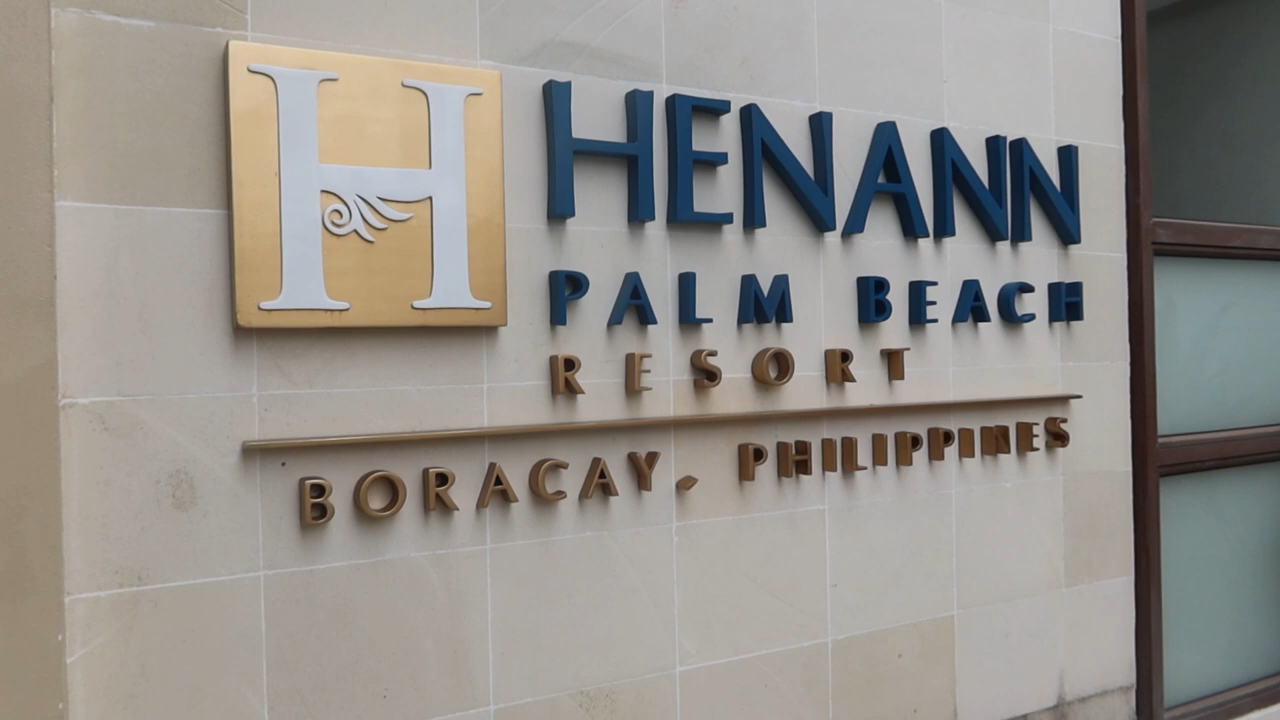 H
HENANN
PALM BEACH
RESORT
BORACAY, PHILIPPINES